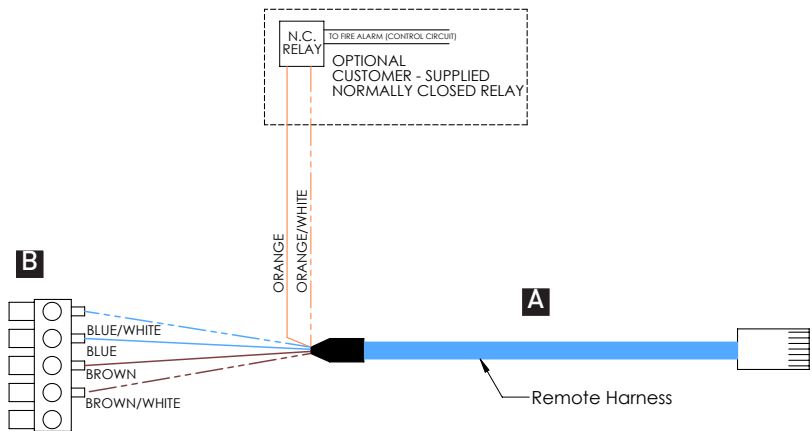 N.C.
RELAY
TO FIRE ALARM (CONTROL CIRCUIT)
OPTIONAL
CUSTOMER - SUPPLIED
NORMALLY CLOSED RELAY
ORANGE
ORANGE/WHITE
B
A
BLUE/WHITE
BLUE
BROWN
BROWN/WHITE
Remote Harness